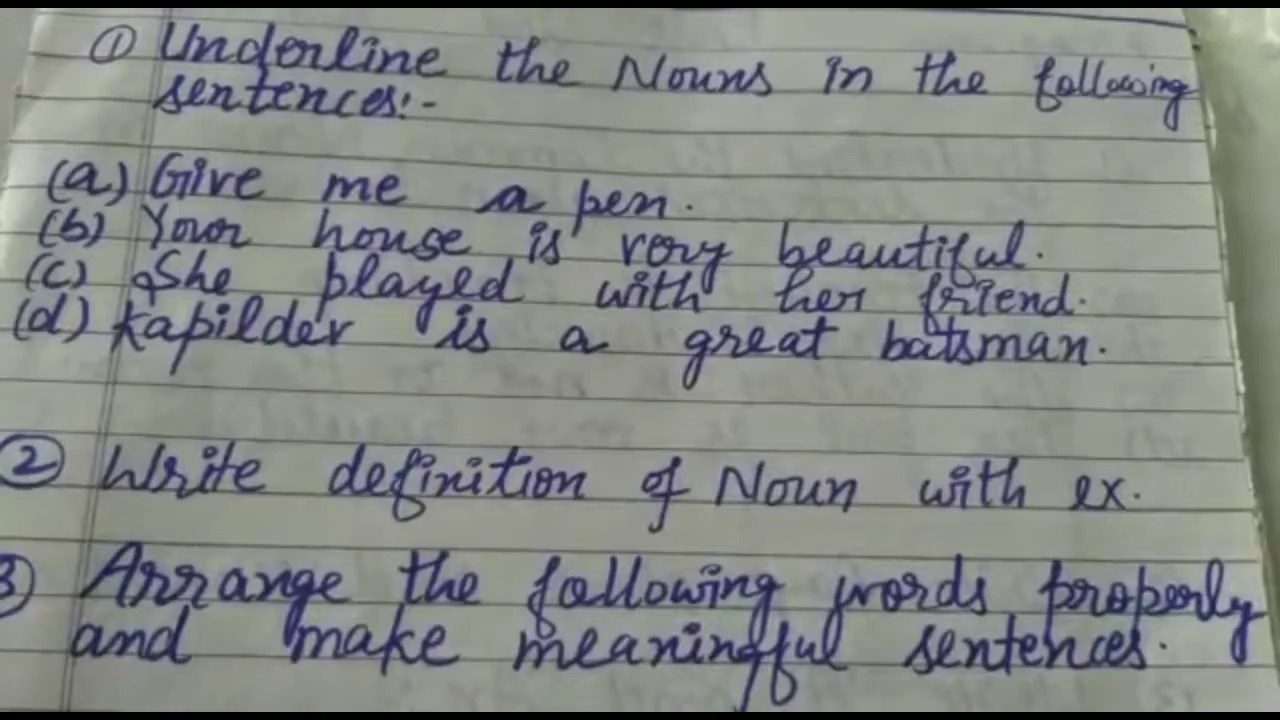 ① Underline the Nouns in the following
sentences:-
(a) Give me a pen.
(b) Your house is very beautiful.
(c) She played with her friend.
(d) Kapilder is a great batsman.
② Write definition of Noun with ex.
3) Arrange the following words properly
and make meaningful sentences.